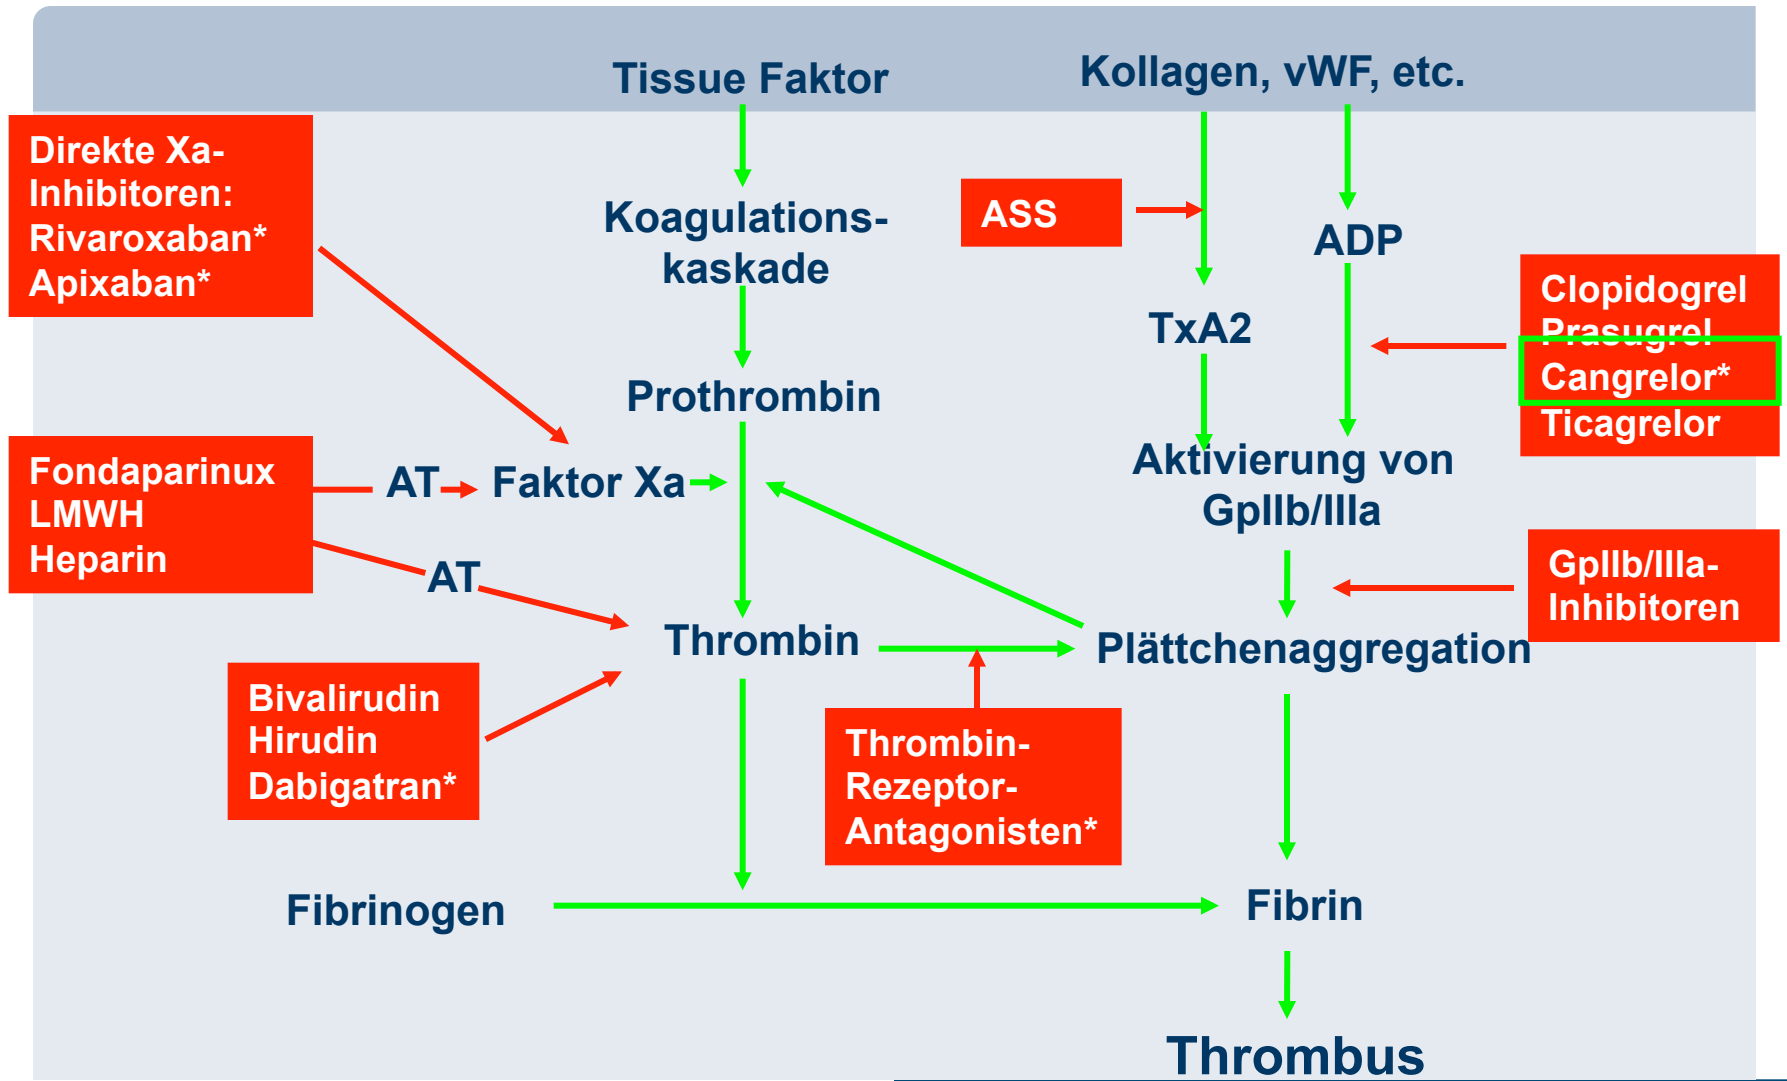 Tissue Faktor
Kollagen, vWF, etc.
Direkte Xa-
Inhibitoren:
Rivaroxaban*
Apixaban*
Koagulations-
kaskade
ASS
ADP
TxA2
Clopidogrel
Prasugrel
Cangrelor*
Ticagrelor
Prothrombin
Fondaparinux
LMWH
Heparin
AT
Faktor Xa
AT
Aktivierung von
GpIIb/IIIa
GpIIb/IIIa-
Inhibitoren
Thrombin
Plättchenaggregation
Bivalirudin
Hirudin
Dabigatran*
Thrombin-
Rezeptor-
Antagonisten*
Fibrinogen
Fibrin
Thrombus